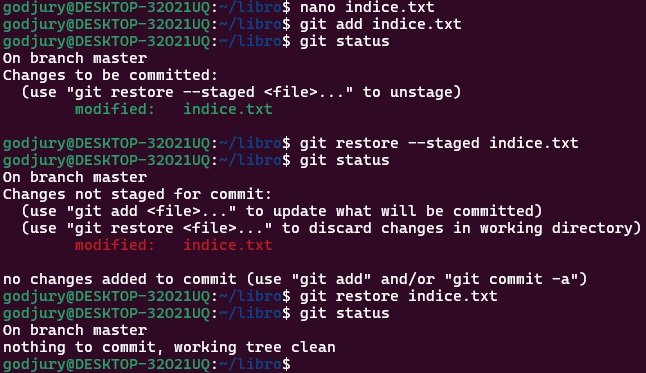 godjury@DESKTOP-32O21UQ:~/libro$ nano indice.txt
godjury@DESKTOP-32O21UQ:~/libro$ git add indice.txt
godjury@DESKTOP-32O21UQ:~/libro$ git status
On branch master
Changes to be committed:
  (use "git restore --staged <file>..." to unstage)
        modified:   indice.txt

godjury@DESKTOP-32O21UQ:~/libro$ git restore --staged indice.txt
godjury@DESKTOP-32O21UQ:~/libro$ git status
On branch master
Changes not staged for commit:
  (use "git add <file>..." to update what will be committed)
  (use "git restore <file>..." to discard changes in working directory)
        modified:   indice.txt

no changes added to commit (use "git add" and/or "git commit -a")
godjury@DESKTOP-32O21UQ:~/libro$ git restore indice.txt
godjury@DESKTOP-32O21UQ:~/libro$ git status
On branch master
nothing to commit, working tree clean
godjury@DESKTOP-32O21UQ:~/libro$